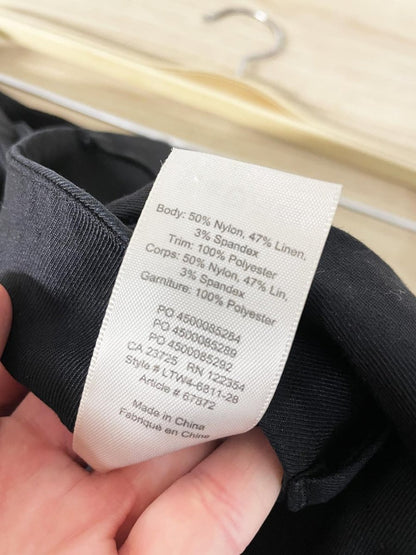 Body: 50% Nylon, 47% Linen,
3% Spandex
Trim: 100% Polyester
Corps: 50% Nylon, 47% Lin,
3% Spandex
Garniture: 100% Polyester
PO 4500085284
PO 4500085289
PO 4500085292
CA 23725 RN 122354
Style # LTW4-6811-28
Article # 67872
Made in China
Fabriqué en Chine